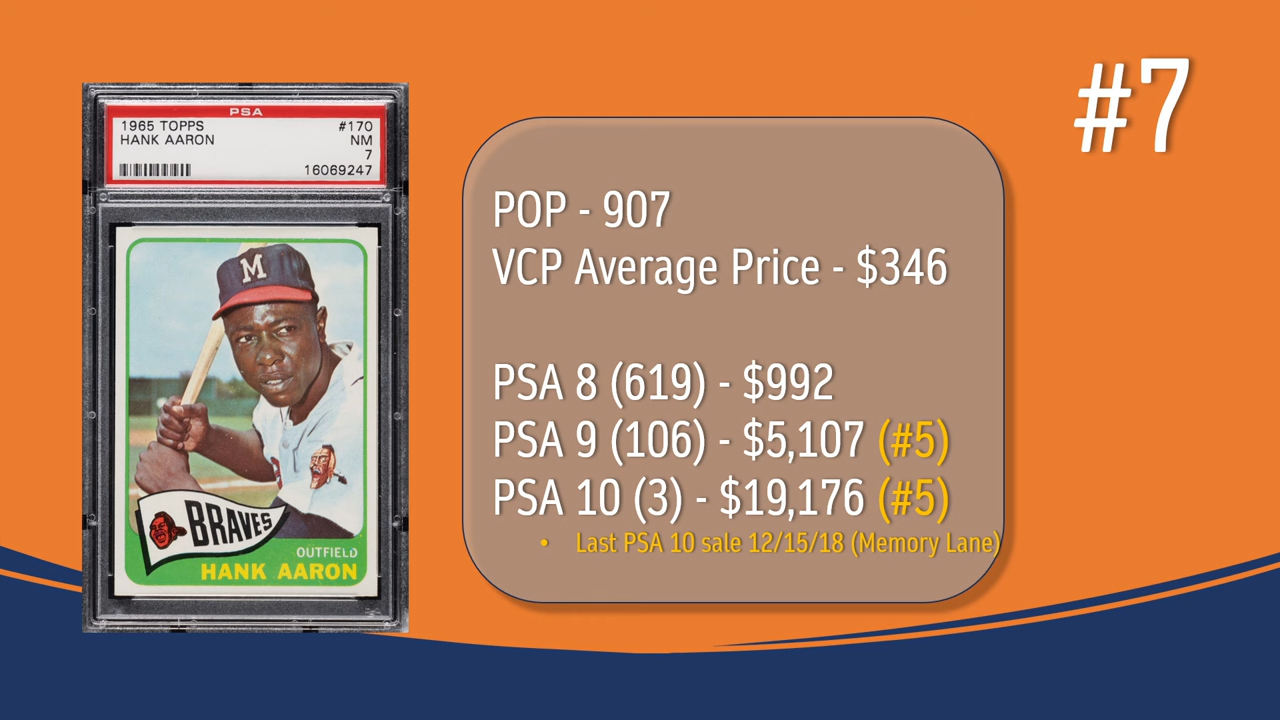 #7
PSA
1965 TOPPS #170
HANK AARON NM
7
16069247
M
BRAVES
OUTFIELD
HANK AARON
POP - 907
VCP Average Price - $346
PSA 8 (619) - $992
PSA 9 (106) - $5,107 (#5)
PSA 10 (3) - $19,176 (#5)
• Last PSA 10 sale 12/15/18 (Memory Lane)